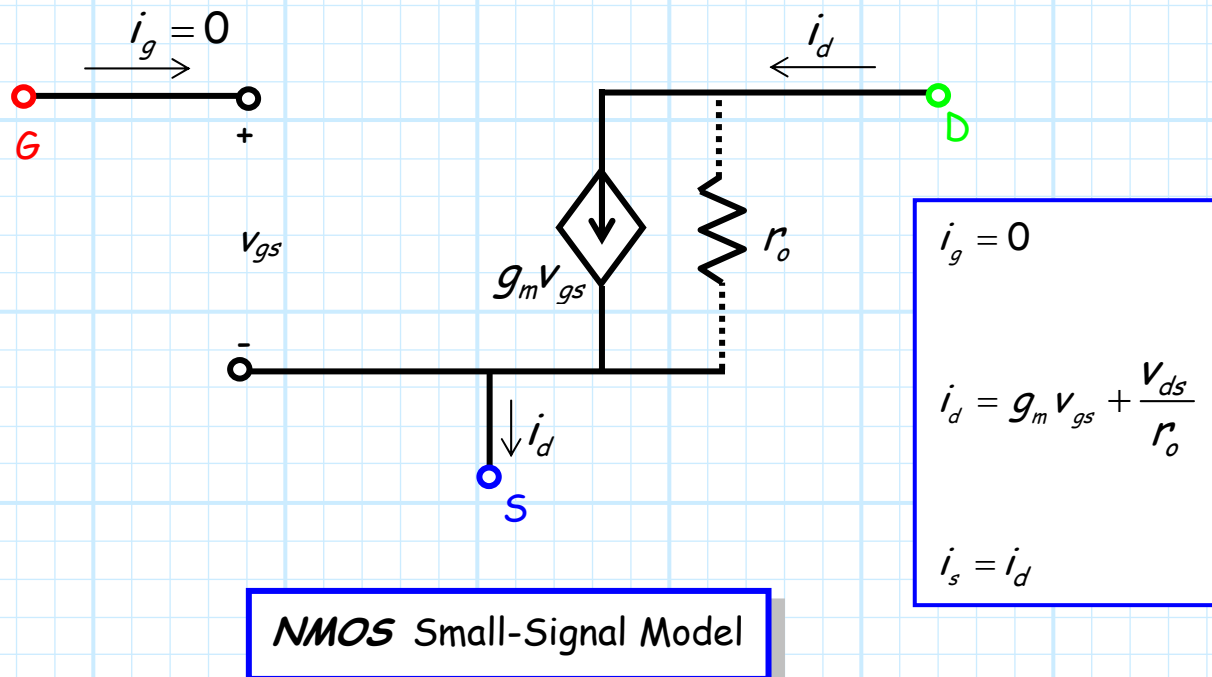 i_g = 0
i_d
G
+
D
v_gs
g_m v_gs
r_o
-
i_d
S
i_g = 0
i_d = g_m v_gs + v_ds / r_o
i_s = i_d
NMOS Small-Signal Model